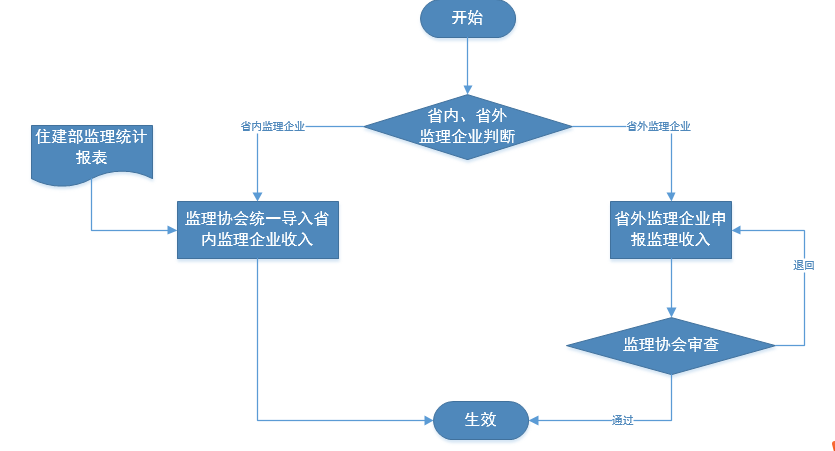 开始
省内、省外
监理企业判断
省内监理企业
省外监理企业
住建部监理统计
报表
监理协会统一导入省
内监理企业收入
省外监理企业申
报监理收入
退回
监理协会审查
生效
通过